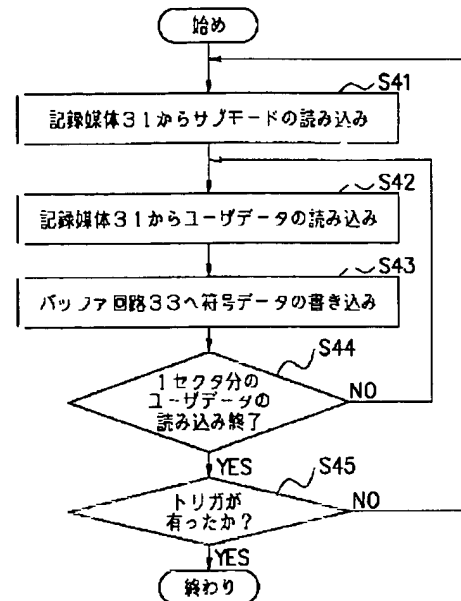 始め
S41
記録媒体31からサブモードの読み込み
S42
記録媒体31からユーザデータの読み込み
S43
バッファ回路33へ符号データの書き込み
S44
1セクタ分の
ユーザデータの
読み込み終了
NO
YES
S45
トリガが
有ったか?
NO
YES
終わり